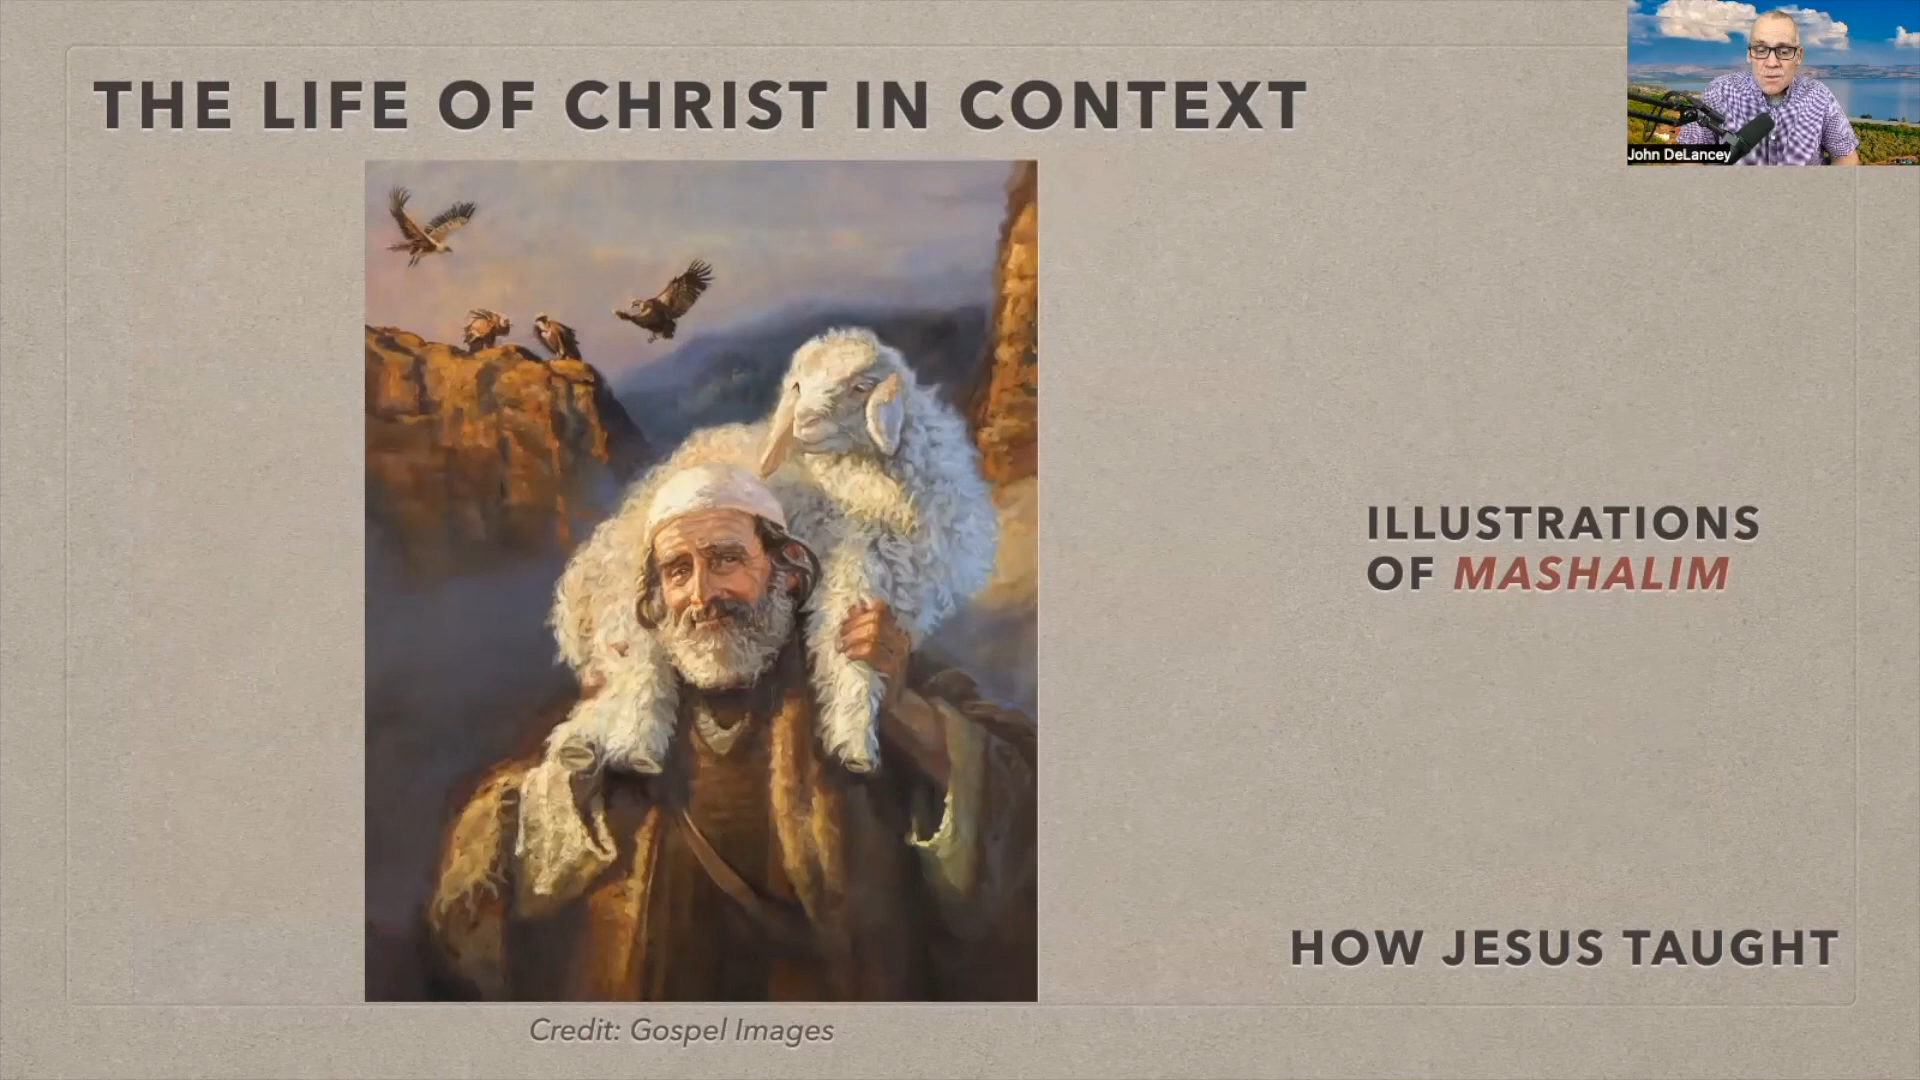 THE LIFE OF CHRIST IN CONTEXT
John DeLancey
ILLUSTRATIONS
OF MASHALIM
HOW JESUS TAUGHT
Credit: Gospel Images